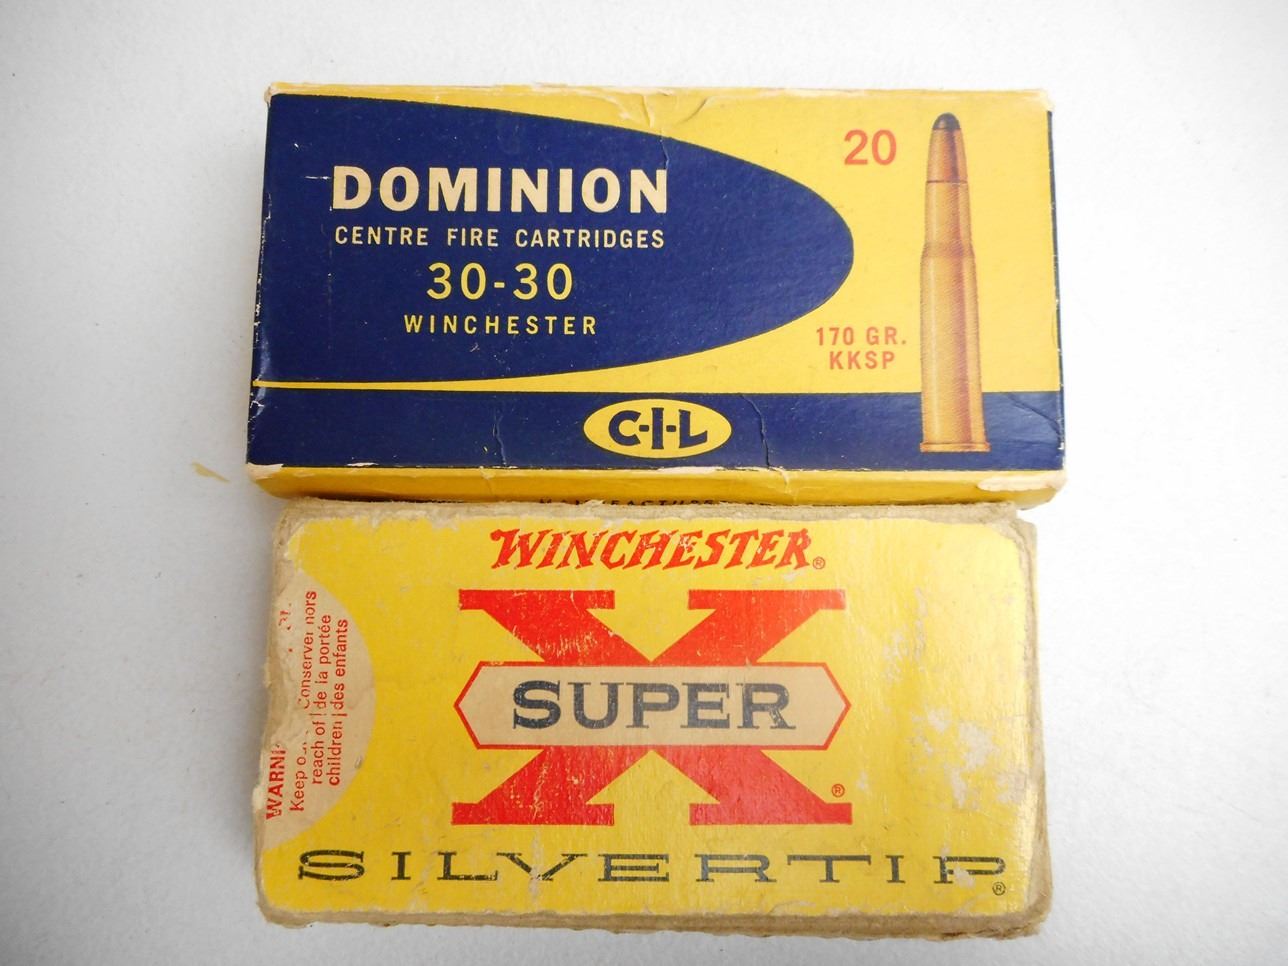 DOMINION
CENTRE FIRE CARTRIDGES
30-30
WINCHESTER
20
170 GR.
KKSP
C-I-L
WINCHESTER®
X
SUPER
®
SILVERTIP®
Keep Conserver hors
reach of de la portée
children des enfants